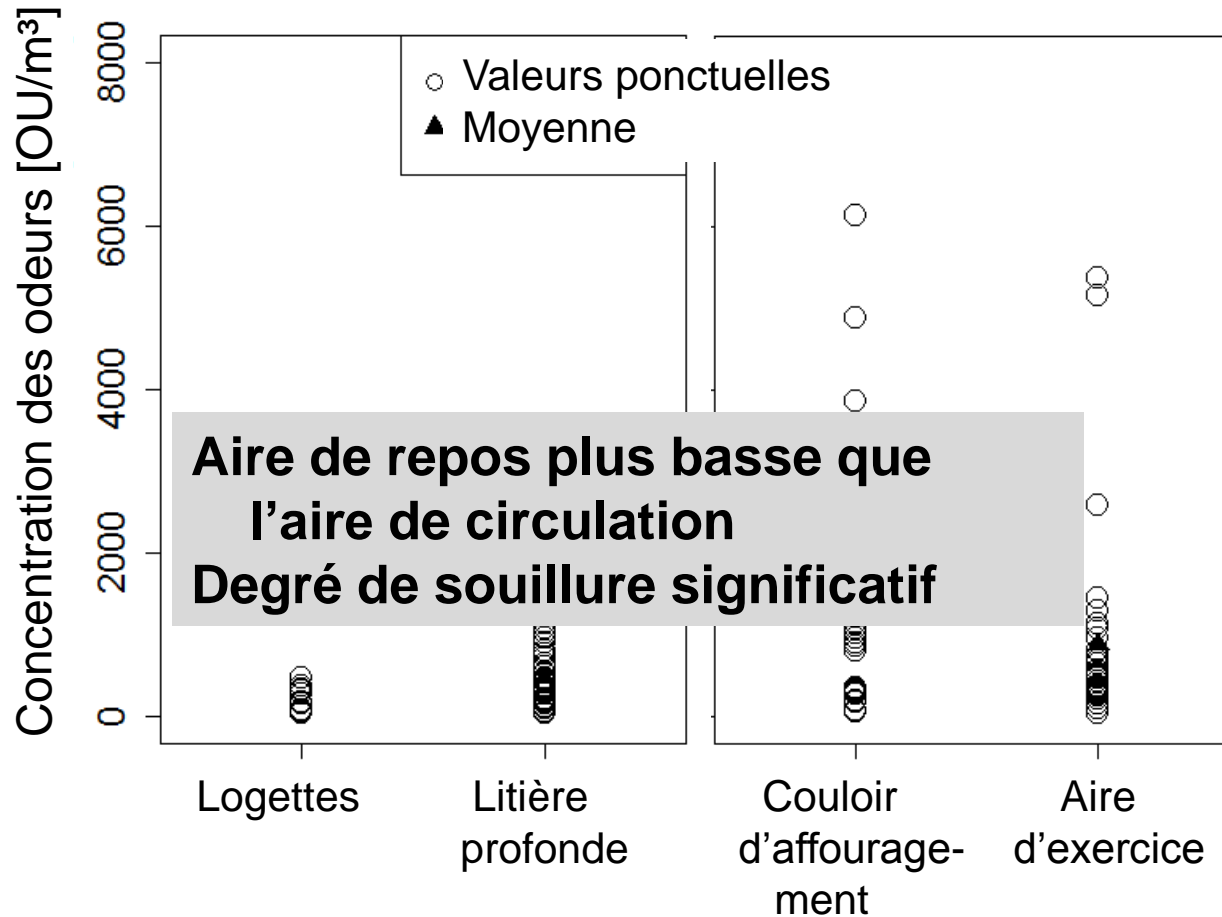 Concentration des odeurs [OU/m³]
8000
6000
4000
2000
0
Valeurs ponctuelles
Moyenne
Aire de repos plus basse que
l’aire de circulation
Degré de souillure significatif
Logettes
Litière
profonde
Couloir
d’affourage-
ment
Aire
d’exercice